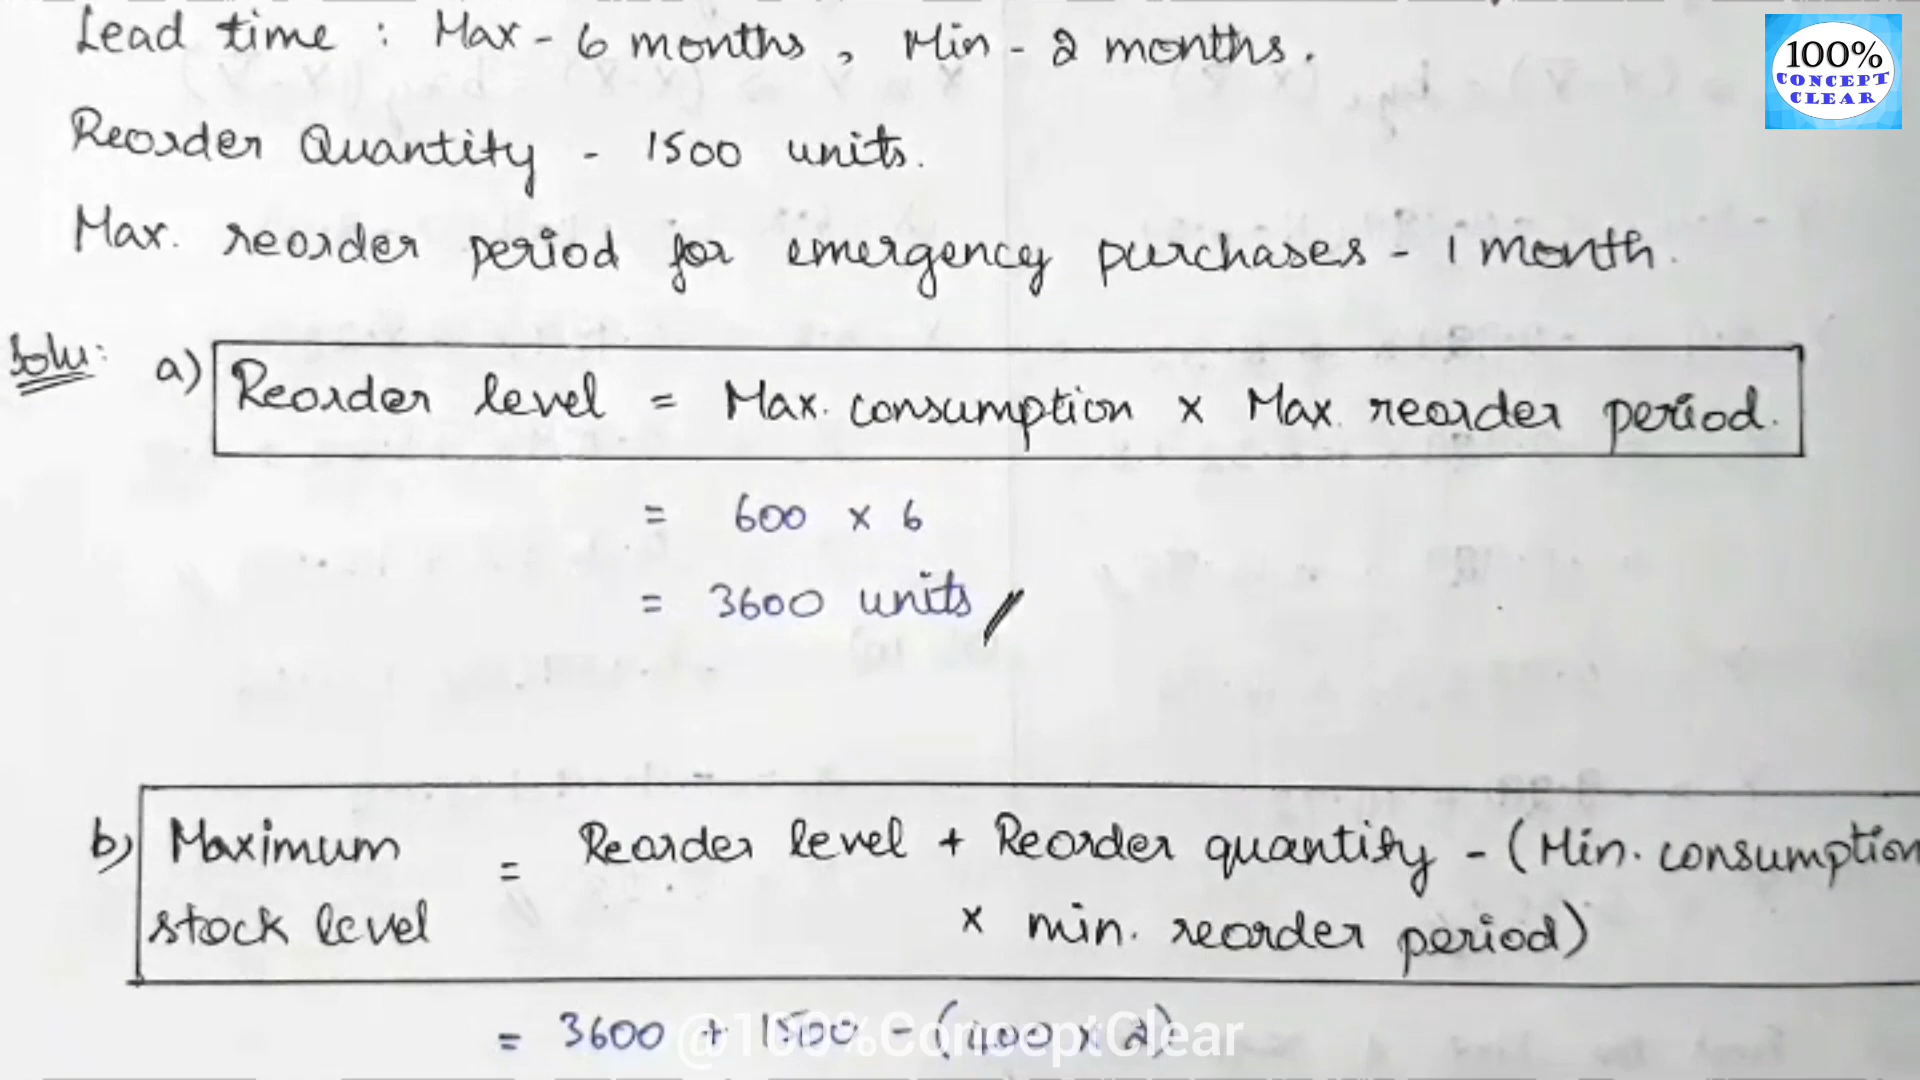 Lead time : Max - 6 months, Min - 2 months.
100%
CONCEPT
CLEAR
Reorder Quantity - 1500 units.
Max. reorder period for emergency purchases - 1 month.
Solu: a) Reorder level = Max. consumption x Max. reorder period.
= 600 x 6
= 3600 units
b) Maximum stock level = Reorder level + Reorder quantity - (Min. consumption
x min. reorder period)
= 3600 + 1500 - (400 x 2)
@100%ConceptClear